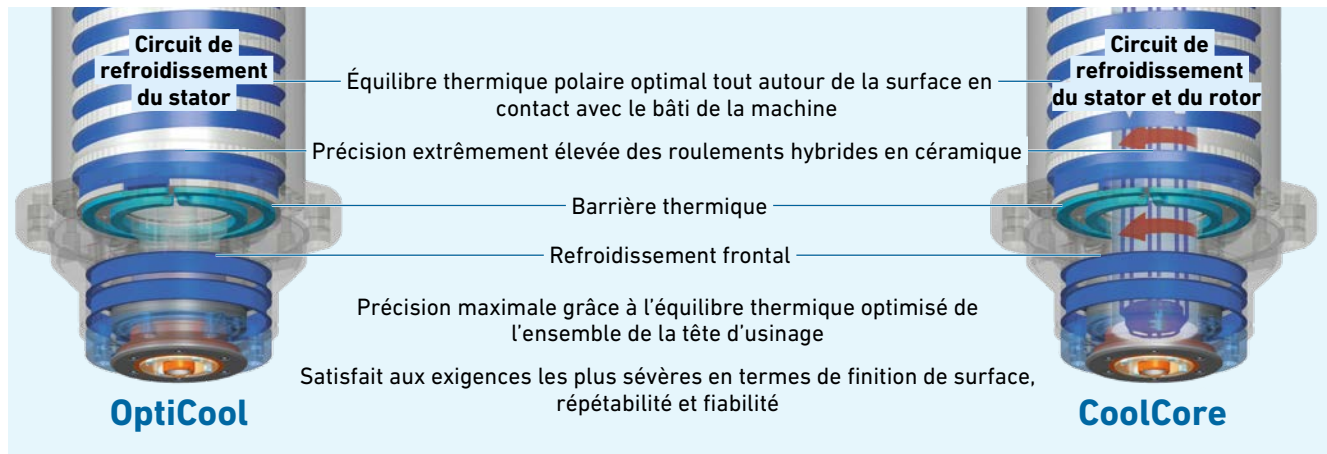 Circuit de
refroidissement
du stator
Circuit de
refroidissement
du stator et du rotor
Équilibre thermique polaire optimal tout autour de la surface en
contact avec le bâti de la machine
Précision extrêmement élevée des roulements hybrides en céramique
Barrière thermique
Refroidissement frontal
Précision maximale grâce à l’équilibre thermique optimisé de
l’ensemble de la tête d’usinage
Satisfait aux exigences les plus sévères en termes de finition de surface,
répétabilité et fiabilité
OptiCool
CoolCore